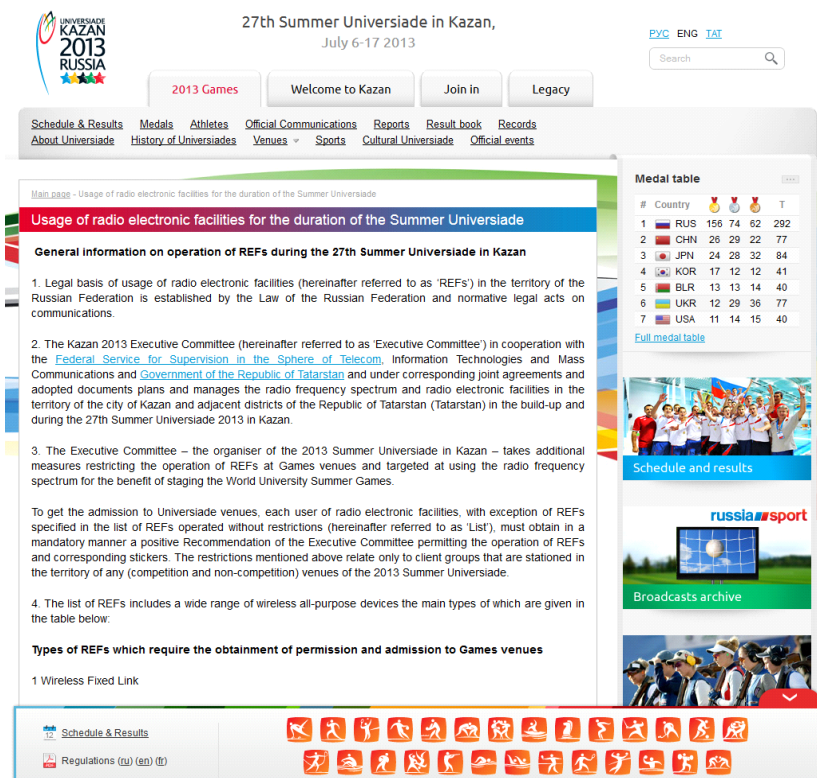 UNIVERSIADE
KAZAN
2013
RUSSIA
27th Summer Universiade in Kazan,
July 6-17 2013
РУС ENG ТАТ
Search
2013 Games Welcome to Kazan Join in Legacy
Schedule & Results Medals Athletes Official Communications Reports Result book Records
About Universiade History of Universiades Venues Sports Cultural Universiade Official events
Main page - Usage of radio electronic facilities for the duration of the Summer Universiade
Usage of radio electronic facilities for the duration of the Summer Universiade
General information on operation of REFs during the 27th Summer Universiade in Kazan
1. Legal basis of usage of radio electronic facilities (hereinafter referred to as 'REFs') in the territory of the
Russian Federation is established by the Law of the Russian Federation and normative legal acts on
communications.
2. The Kazan 2013 Executive Committee (hereinafter referred to as 'Executive Committee') in cooperation with
the Federal Service for Supervision in the Sphere of Telecom, Information Technologies and Mass
Communications and Government of the Republic of Tatarstan and under corresponding joint agreements and
adopted documents plans and manages the radio frequency spectrum and radio electronic facilities in the
territory of the city of Kazan and adjacent districts of the Republic of Tatarstan (Tatarstan) in the build-up and
during the 27th Summer Universiade 2013 in Kazan.
3. The Executive Committee – the organiser of the 2013 Summer Universiade in Kazan – takes additional
measures restricting the operation of REFs at Games venues and targeted at using the radio frequency
spectrum for the benefit of staging the World University Summer Games.
To get the admission to Universiade venues, each user of radio electronic facilities, with exception of REFs
specified in the list of REFs operated without restrictions (hereinafter referred to as 'List'), must obtain in a
mandatory manner a positive Recommendation of the Executive Committee permitting the operation of REFs
and corresponding stickers. The restrictions mentioned above relate only to client groups that are stationed in
the territory of any (competition and non-competition) venues of the 2013 Summer Universiade.
4. The list of REFs includes a wide range of wireless all-purpose devices the main types of which are given in
the table below:
Types of REFs which require the obtainment of permission and admission to Games venues
1 Wireless Fixed Link
Medal table
# Country T
1 RUS 156 74 62 292
2 CHN 26 29 22 77
3 JPN 24 28 32 84
4 KOR 17 12 12 41
5 BLR 13 13 14 40
6 UKR 12 29 36 77
7 USA 11 14 15 40
Full medal table
Schedule and results
russia sport
Broadcasts archive
12 Schedule & Results
Regulations (ru) (en) (fr)